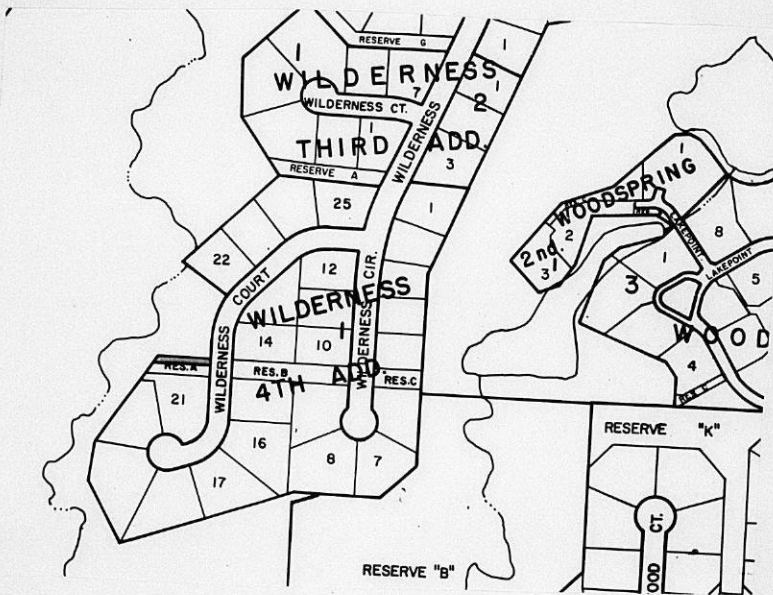 RESERVE G
1
1
WILDERNESS
7
1
2
WILDERNESS CT.
1
THIRD ADD.
WILDERNESS
3
RESERVE A
25
1
22
12
COURT
WILDERNESS
CIR.
1
14
10
WILDERNESS
WILDERNESS
RES. A
RES. B
RES. C
4TH ADD.
21
16
8
7
17
RESERVE "B"
1
WOODSPRING
2
2nd.
3
LAKEPOINT
8
1
LAKEPOINT
3
5
WOOD
4
RESERVE "K"
CT.
OOD